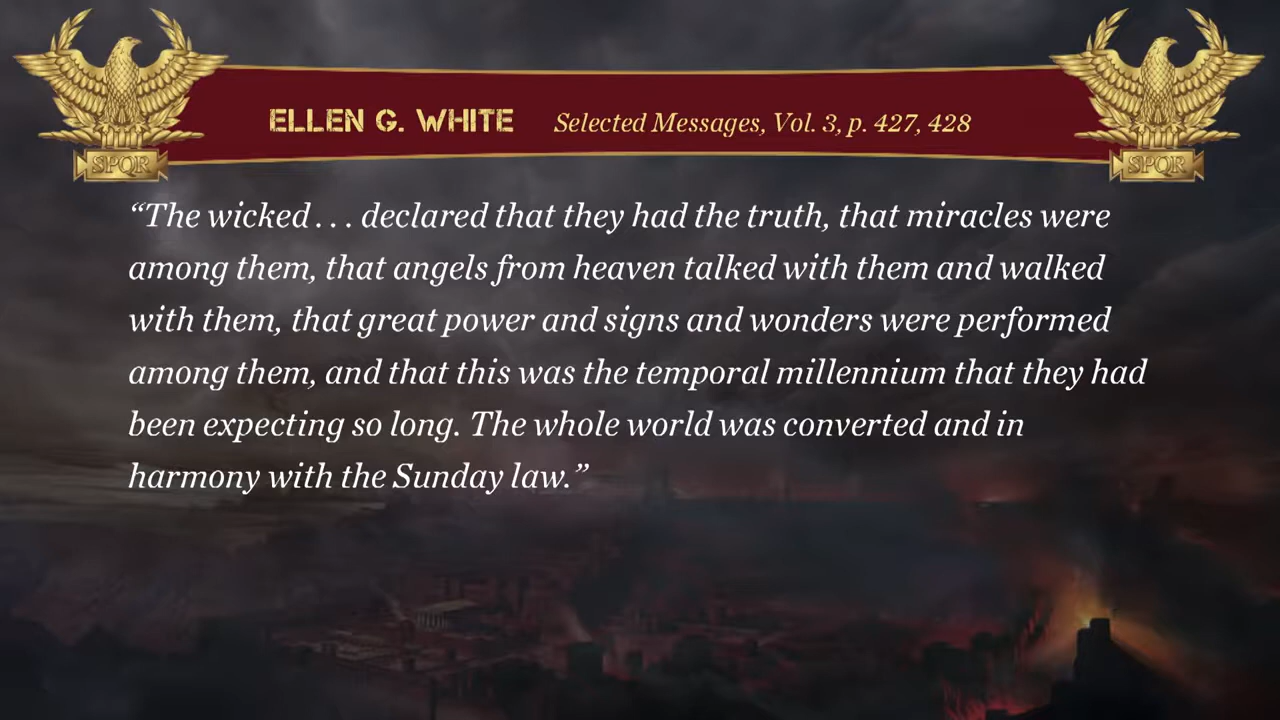 ELLEN G. WHITE Selected Messages, Vol. 3, p. 427, 428
SPQR SPQR
“The wicked . . . declared that they had the truth, that miracles were
among them, that angels from heaven talked with them and walked
with them, that great power and signs and wonders were performed
among them, and that this was the temporal millennium that they had
been expecting so long. The whole world was converted and in
harmony with the Sunday law.”